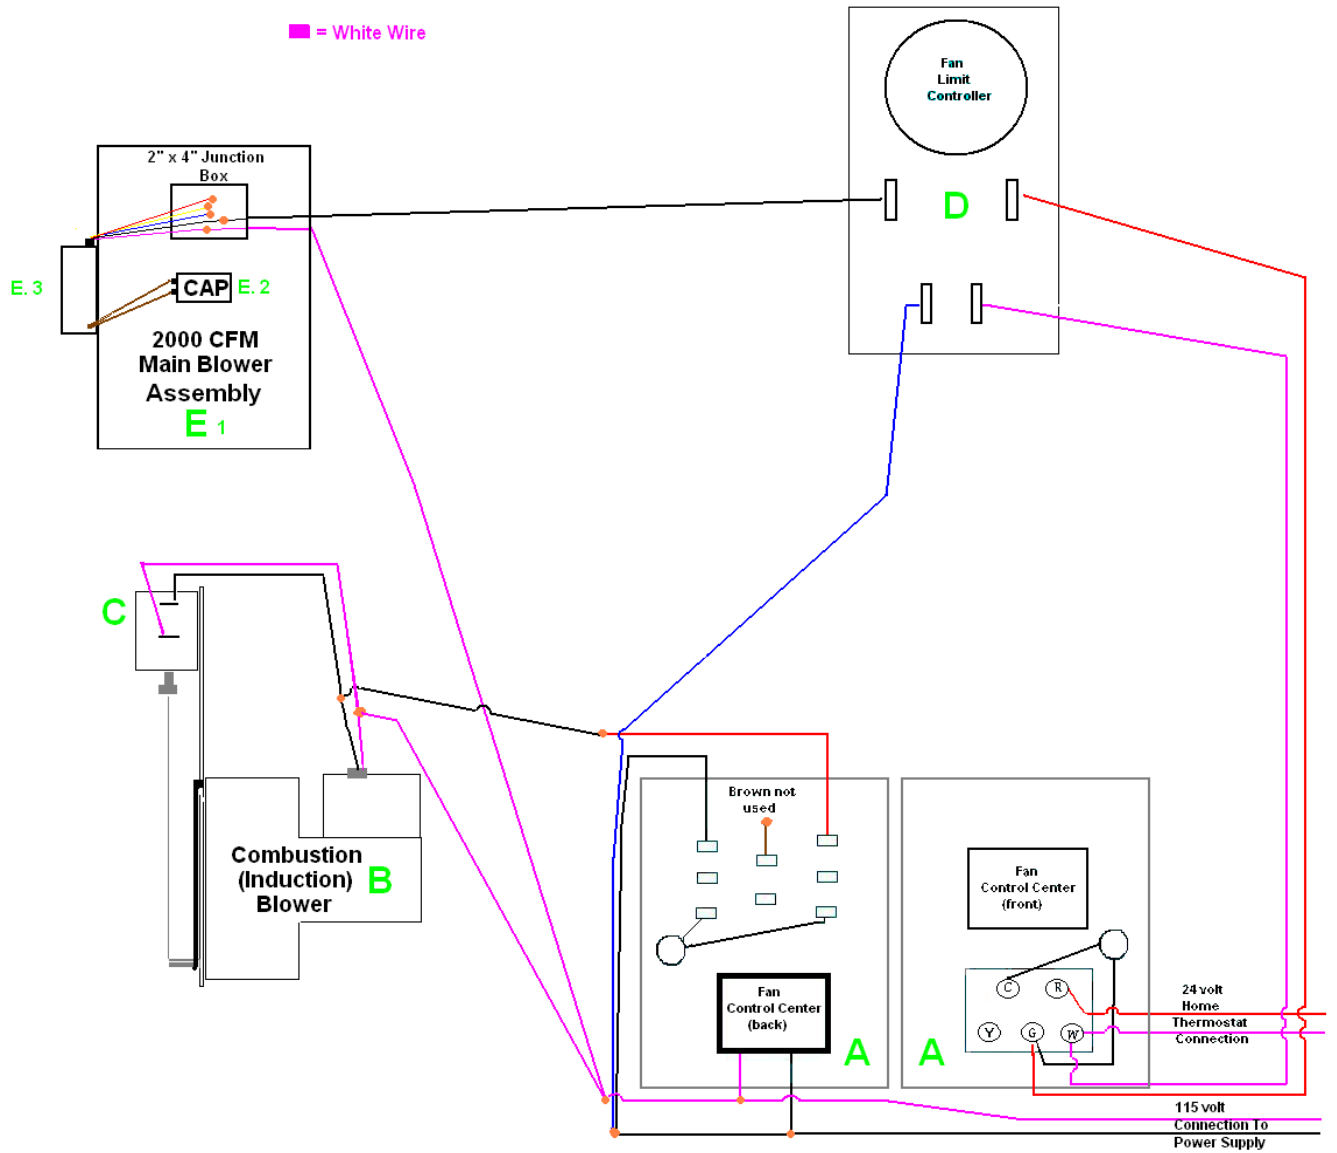 = White Wire
Fan
Limit
Controller
2" x 4" Junction
Box
D
E. 3
CAP
E. 2
2000 CFM
Main Blower
Assembly
E 1
C
Brown not
used
Combustion
(Induction)
Blower
B
Fan
Control Center
(front)
Fan
Control Center
(back)
C
R
Y
G
W
A
A
24 volt
Home
Thermostat
Connection
115 volt
Connection To
Power Supply